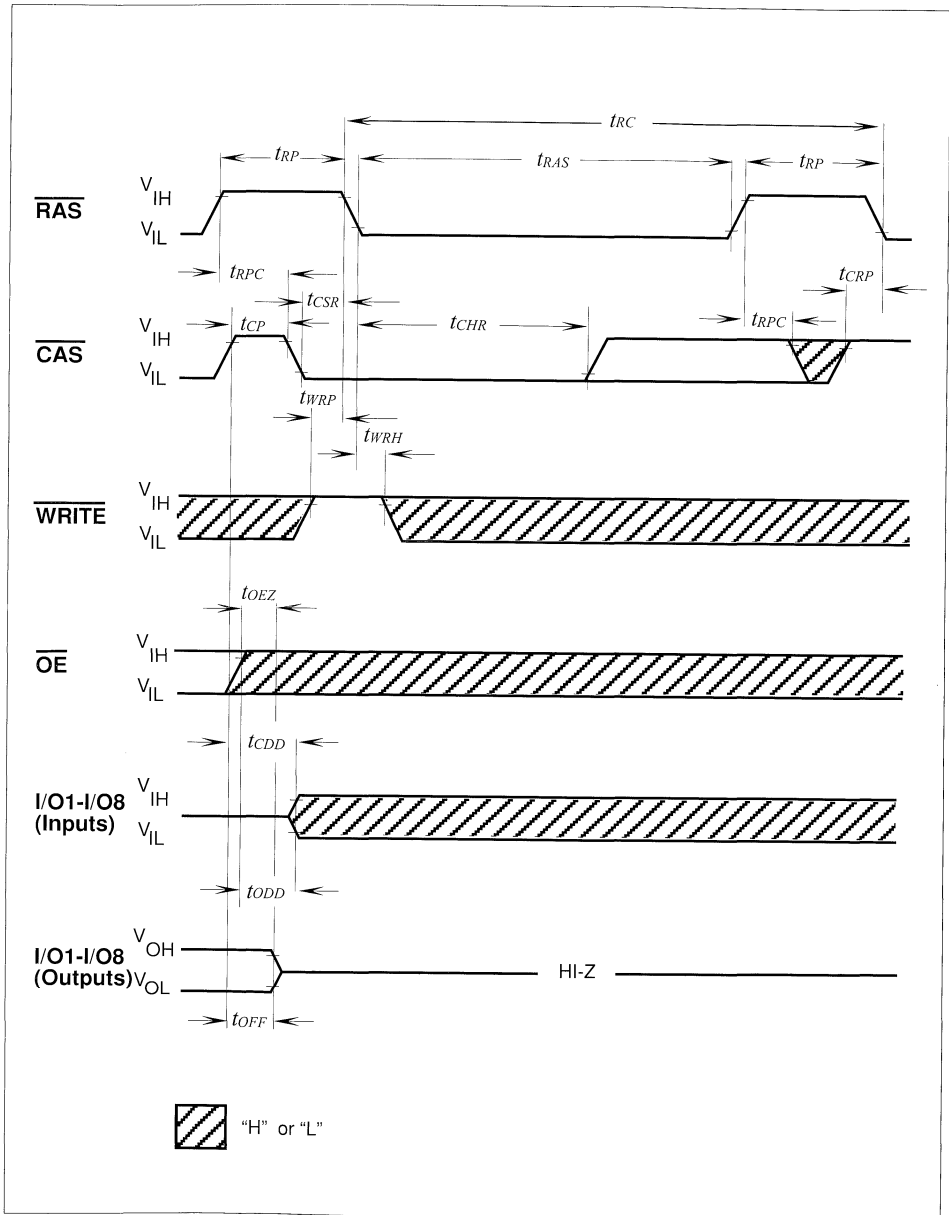 tRC
tRP tRAS tRP
RAS VIH
VIL
tRPC tCSR tCRP
tCP tCHR tRPC
CAS VIH
VIL
tWRP
tWRH
WRITE VIH
VIL
tOEZ
OE VIH
VIL
tCDD
I/O1-I/O8 VIH
(Inputs) VIL
tODD
I/O1-I/O8 VOH
(Outputs) VOL HI-Z
tOFF
"H" or "L"